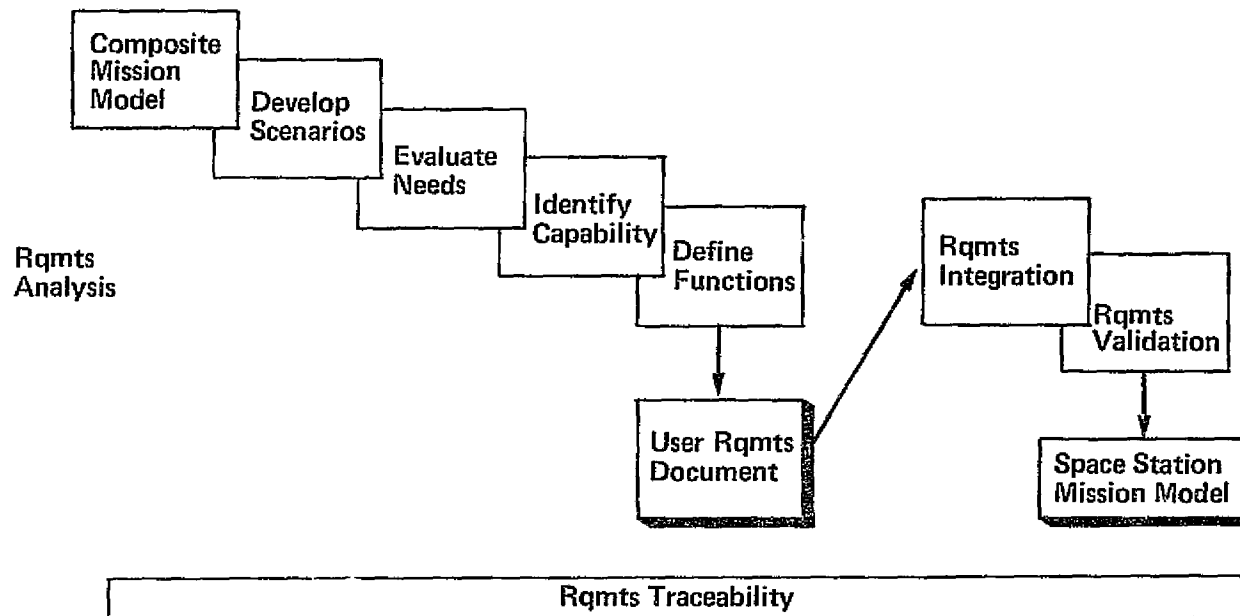 Composite
Mission
Model
Develop
Scenarios
Evaluate
Needs
Identify
Capability
Define
Functions
Rqmts
Analysis
User Rqmts
Document
Rqmts
Integration
Rqmts
Validation
Space Station
Mission Model
Rqmts Traceability